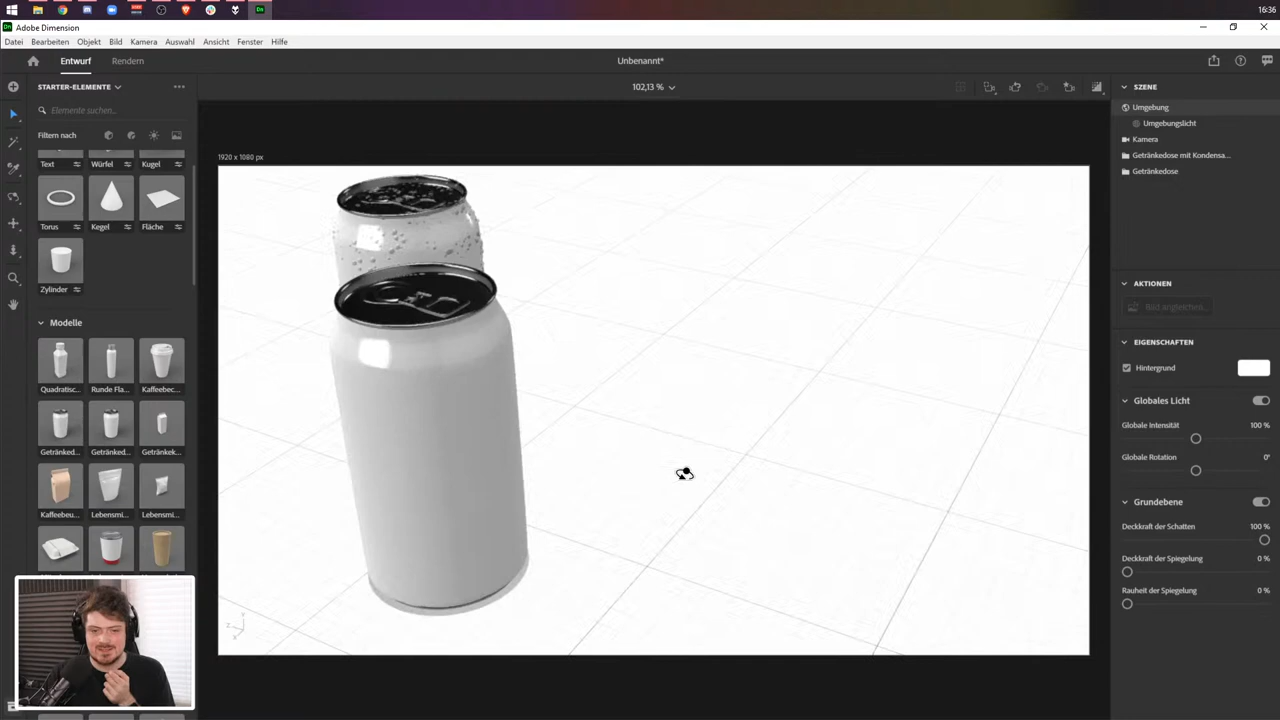 16:36
Adobe Dimension
Datei Bearbeiten Objekt Bild Kamera Auswahl Ansicht Fenster Hilfe
Entwurf Rendern
Unbenannt*
STARTER-ELEMENTE
102,13 %
SZENE
Elemente suchen...
Umgebung
Umgebungslicht
Filtern nach
Kamera
1920 x 1080 px
Getränkedose mit Kondensa...
Text Würfel Kugel
Getränkedose
Torus Kegel Fläche
Zylinder
AKTIONEN
Bild angleichen...
Modelle
EIGENSCHAFTEN
Hintergrund
Quadratisc... Runde Fla... Kaffeebec...
Globales Licht
Globale Intensität 100 %
Getränked... Getränked... Getränkek...
Globale Rotation 0°
Grundebene
Kaffeebeu... Lebensmi... Lebensmi...
Deckkraft der Schatten 100 %
Deckkraft der Spiegelung 0 %
Rauheit der Spiegelung 0 %